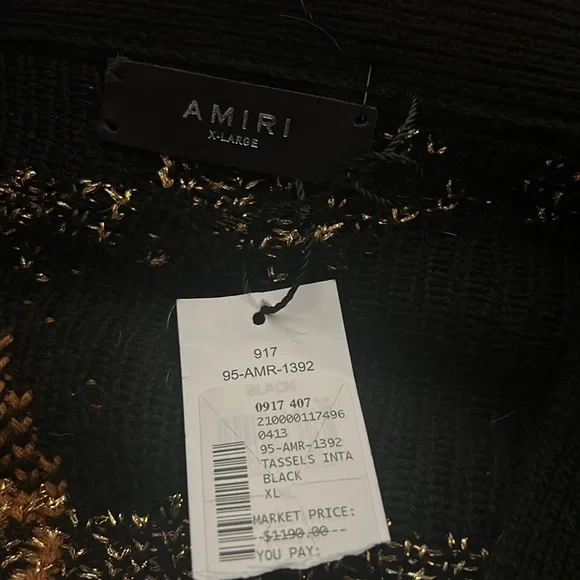 AMIRI
X-LARGE
917
95-AMR-1392
BLACK
0917 407
210000117496
0413
95-AMR-1392
TASSELS INTA
BLACK
XL
MARKET PRICE:
$1190.00
YOU PAY: